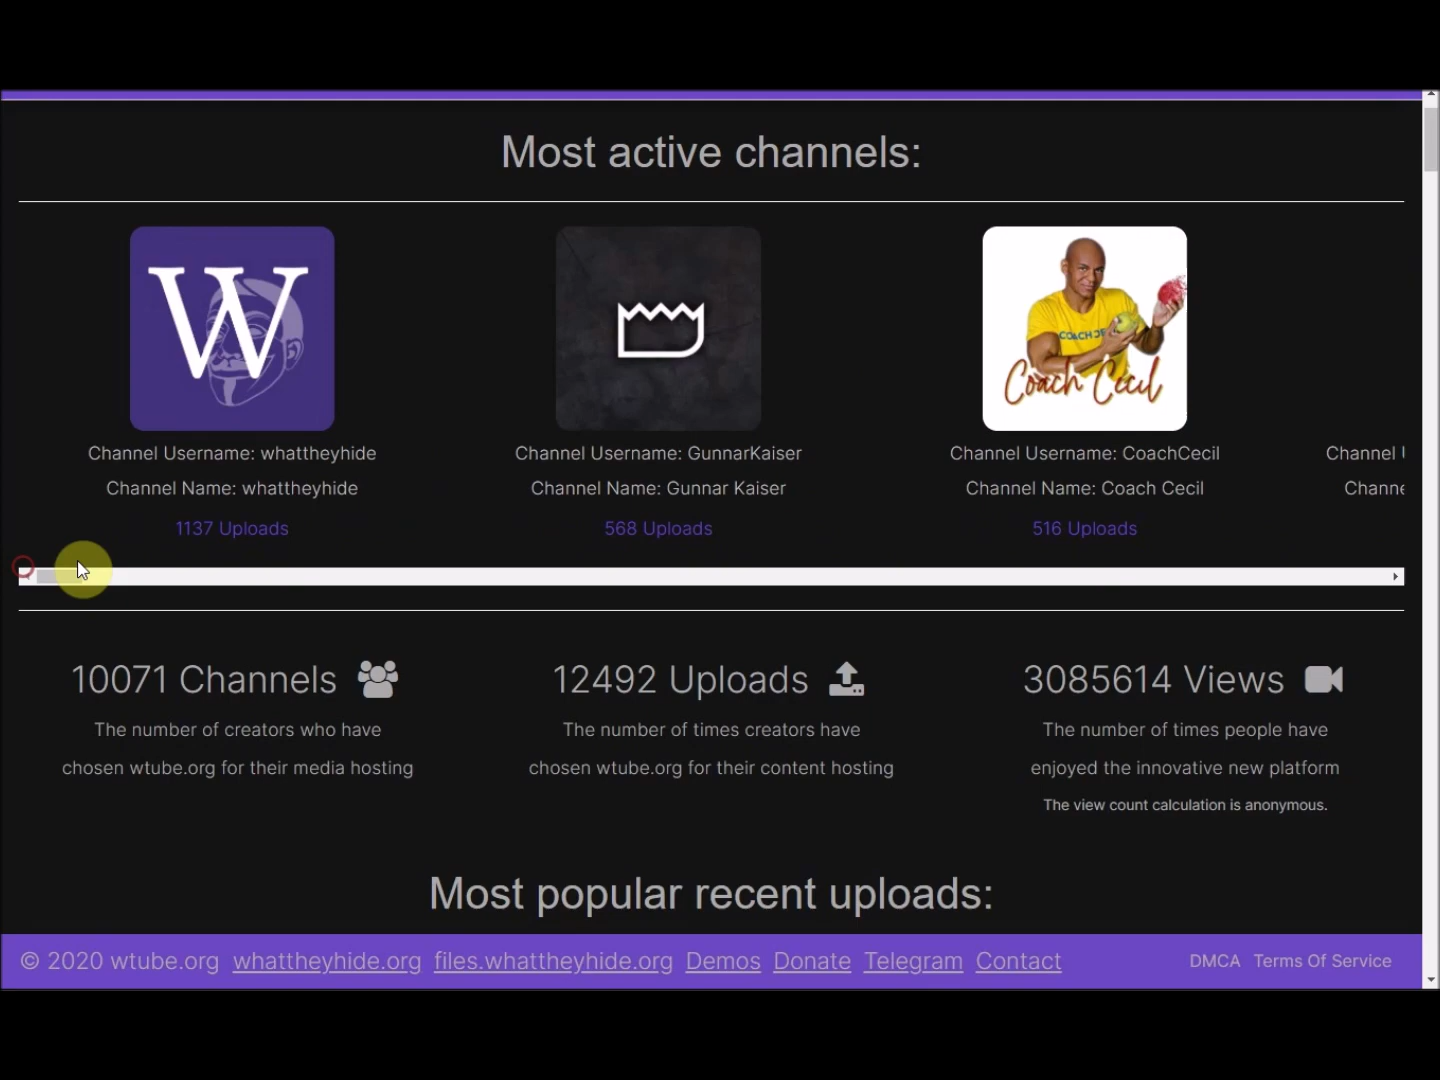 Most active channels:
W
COACH CE
Coach Cecil
Channel Username: whattheyhide
Channel Username: GunnarKaiser
Channel Username: CoachCecil
Channel
Channel Name: whattheyhide
Channel Name: Gunnar Kaiser
Channel Name: Coach Cecil
Channe
1137 Uploads
568 Uploads
516 Uploads
10071 Channels
12492 Uploads
3085614 Views
The number of creators who have
The number of times creators have
The number of times people have
chosen wtube.org for their media hosting
chosen wtube.org for their content hosting
enjoyed the innovative new platform
The view count calculation is anonymous.
Most popular recent uploads:
© 2020 wtube.org whattheyhide.org files.whattheyhide.org Demos Donate Telegram Contact DMCA Terms Of Service